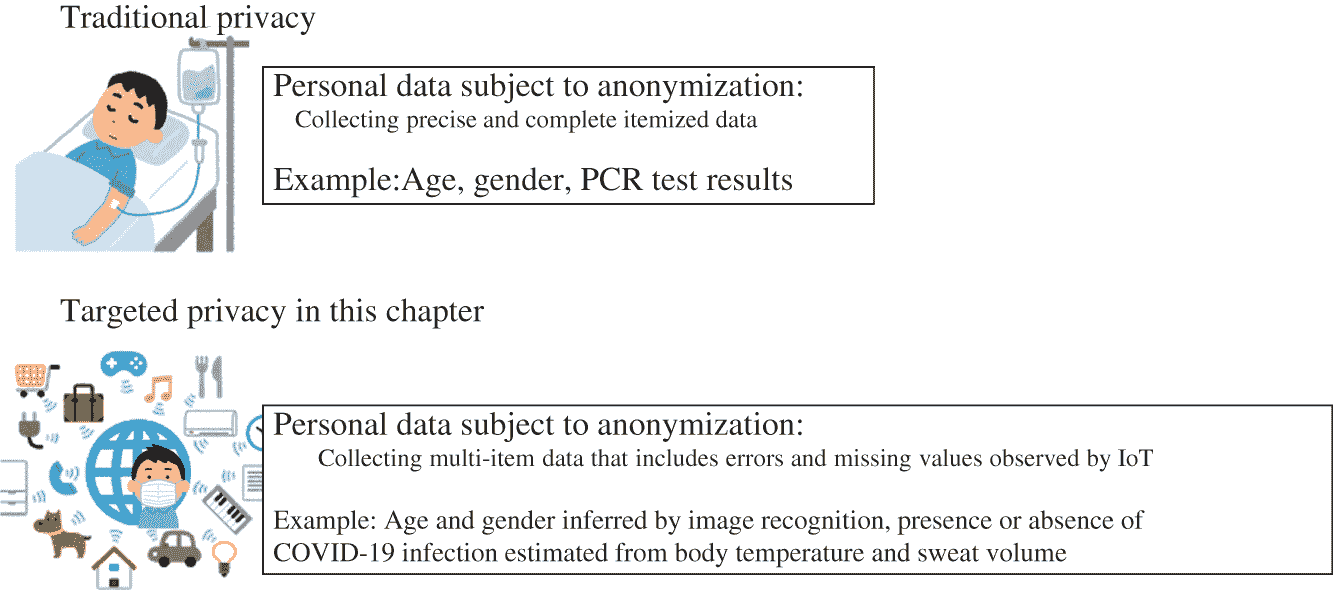 Traditional privacy
Personal data subject to anonymization:
Collecting precise and complete itemized data
Example:Age, gender, PCR test results
Targeted privacy in this chapter
Personal data subject to anonymization:
Collecting multi-item data that includes errors and missing values observed by IoT
Example: Age and gender inferred by image recognition, presence or absence of
COVID-19 infection estimated from body temperature and sweat volume